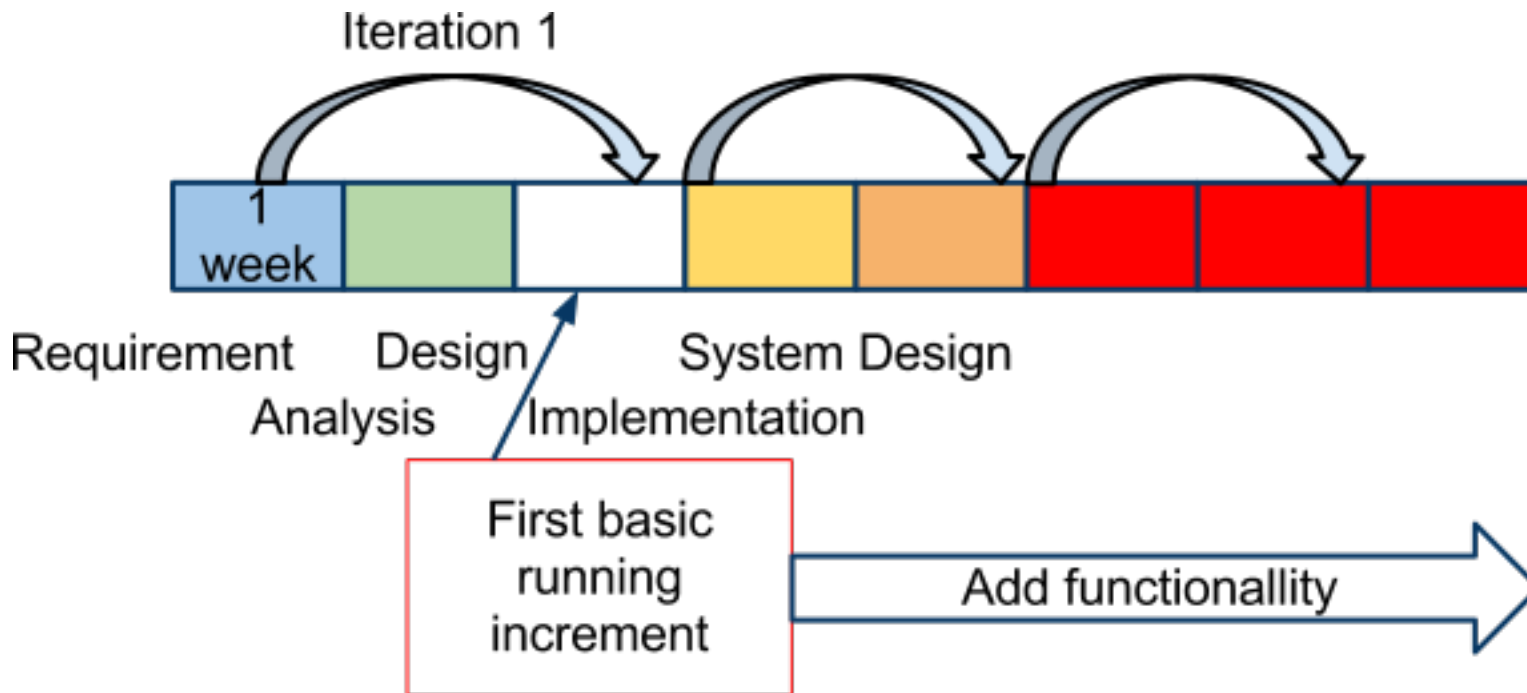 Iteration 1
1
week
Requirement
Design
System Design
Analysis
Implementation
First basic
running
increment
Add functionallity